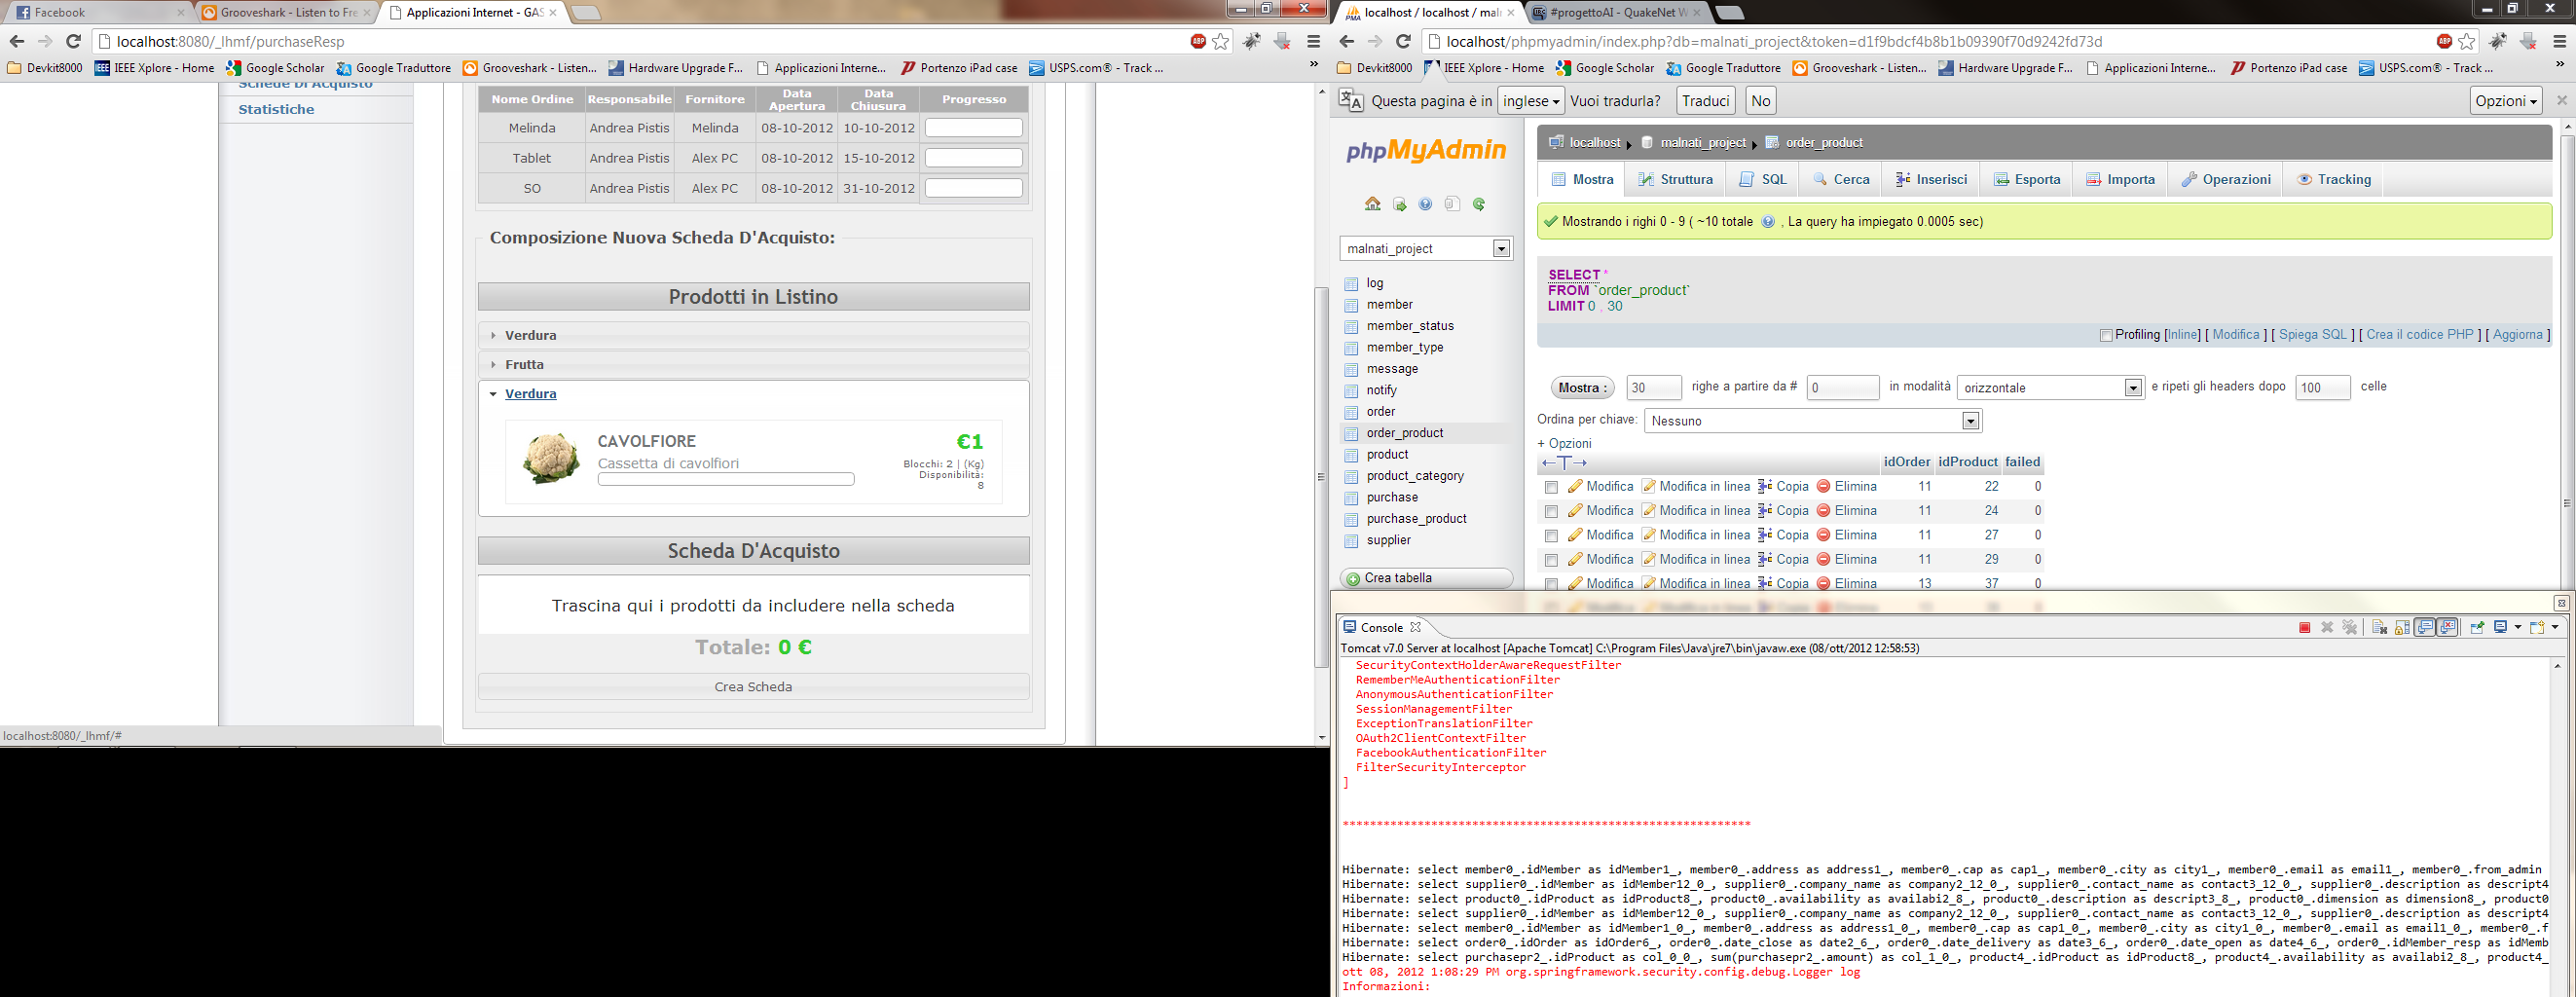 Facebook
Grooveshark - Listen to Fre
Applicazioni Internet - GAS
localhost:8080/_lhmf/purchaseResp
Devkit8000
IEEE Xplore - Home
Google Scholar
Google Traduttore
Grooveshark - Listen...
Hardware Upgrade F...
Applicazioni Interne...
Portenzo iPad case
USPS.com® - Track ...
»
Schede Di Acquisto
Statistiche
Nome Ordine Responsabile Fornitore Data Apertura Data Chiusura Progresso
Melinda Andrea Pistis Melinda 08-10-2012 10-10-2012
Tablet Andrea Pistis Alex PC 08-10-2012 15-10-2012
SO Andrea Pistis Alex PC 08-10-2012 31-10-2012
Composizione Nuova Scheda D'Acquisto:
Prodotti in Listino
Verdura
Frutta
Verdura
CAVOLFIORE €1
Cassetta di cavolfiori
Blocchi: 2 | (Kg)
Disponibilità:
8
Scheda D'Acquisto
Trascina qui i prodotti da includere nella scheda
Totale: 0 €
Crea Scheda
localhost:8080/_lhmf/#
localhost / localhost / mal
#progettoAI - QuakeNet W
localhost/phpmyadmin/index.php?db=malnati_project&token=d1f9bdcf4b8b1b09390f70d9242fd73d
Devkit8000
IEEE Xplore - Home
Google Scholar
Google Traduttore
Grooveshark - Listen...
Hardware Upgrade F...
Applicazioni Interne...
Portenzo iPad case
USPS.com® - Track ...
»
Questa pagina è in inglese Vuoi tradurla? Traduci No Opzioni
phpMyAdmin
malnati_project
log
member
member_status
member_type
message
notify
order
order_product
product
product_category
purchase
purchase_product
supplier
Crea tabella
localhost malnati_project order_product
Mostra Struttura SQL Cerca Inserisci Esporta Importa Operazioni Tracking
Mostrando i righi 0 - 9 ( ~10 totale , La query ha impiegato 0.0005 sec)
SELECT *
FROM `order_product`
LIMIT 0 , 30
Profiling [Inline] [ Modifica ] [ Spiega SQL ] [ Crea il codice PHP ] [ Aggiorna ]
Mostra : 30 righe a partire da # 0 in modalità orizzontale e ripeti gli headers dopo 100 celle
Ordina per chiave: Nessuno
+ Opzioni
←T→ idOrder idProduct failed
Modifica Modifica in linea Copia Elimina 11 22 0
Modifica Modifica in linea Copia Elimina 11 24 0
Modifica Modifica in linea Copia Elimina 11 27 0
Modifica Modifica in linea Copia Elimina 11 29 0
Modifica Modifica in linea Copia Elimina 13 37 0
Console
Tomcat v7.0 Server at localhost [Apache Tomcat] C:\Program Files\Java\jre7\bin\javaw.exe (08/ott/2012 12:58:53)
SecurityContextHolderAwareRequestFilter
RememberMeAuthenticationFilter
AnonymousAuthenticationFilter
SessionManagementFilter
ExceptionTranslationFilter
OAuth2ClientContextFilter
FacebookAuthenticationFilter
FilterSecurityInterceptor
]
************************************************************
Hibernate: select member0_.idMember as idMember1_, member0_.address as address1_, member0_.cap as cap1_, member0_.city as city1_, member0_.email as email1_, member0_.from_admin
Hibernate: select supplier0_.idMember as idMember12_0_, supplier0_.company_name as company2_12_0_, supplier0_.contact_name as contact3_12_0_, supplier0_.description as descript4
Hibernate: select product0_.idProduct as idProduct8_, product0_.availability as availabi2_8_, product0_.description as descript3_8_, product0_.dimension as dimension8_, product0
Hibernate: select supplier0_.idMember as idMember12_0_, supplier0_.company_name as company2_12_0_, supplier0_.contact_name as contact3_12_0_, supplier0_.description as descript4
Hibernate: select member0_.idMember as idMember1_0_, member0_.address as address1_0_, member0_.cap as cap1_0_, member0_.city as city1_0_, member0_.email as email1_0_, member0_.f
Hibernate: select order0_.idOrder as idOrder6_, order0_.date_close as date2_6_, order0_.date_delivery as date3_6_, order0_.date_open as date4_6_, order0_.idMember_resp as idMemb
Hibernate: select purchasepr2_.idProduct as col_0_0_, sum(purchasepr2_.amount) as col_1_0_, product4_.idProduct as idProduct8_, product4_.availability as availabi2_8_, product4_
ott 08, 2012 1:08:29 PM org.springframework.security.config.debug.Logger log
Informazioni: